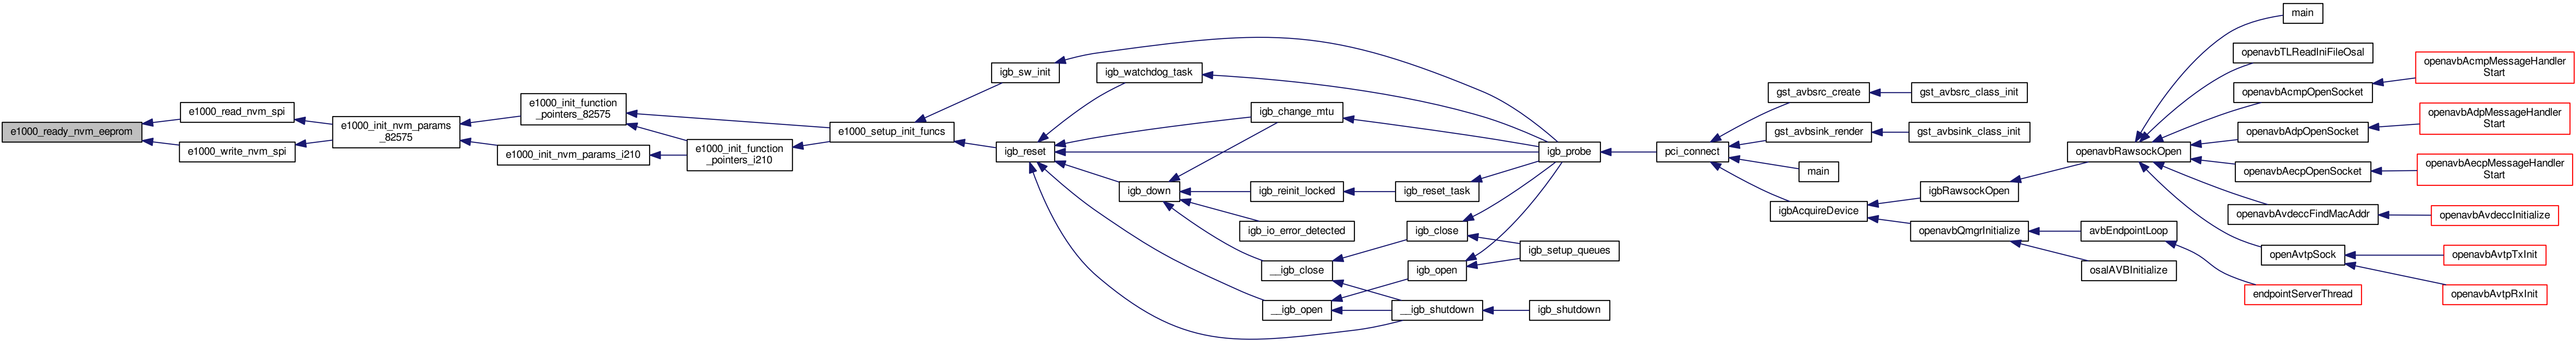 e1000_ready_nvm_eeprom
e1000_read_nvm_spi
e1000_write_nvm_spi
e1000_init_nvm_params
_82575
e1000_init_function
_pointers_82575
e1000_init_nvm_params_i210
e1000_init_function
_pointers_i210
e1000_setup_init_funcs
igb_sw_init
igb_reset
igb_watchdog_task
igb_change_mtu
igb_down
igb_reinit_locked
igb_reset_task
igb_io_error_detected
__igb_close
__igb_open
igb_close
igb_open
__igb_shutdown
igb_probe
igb_setup_queues
igb_shutdown
pci_connect
gst_avbsrc_create
gst_avbsink_render
main
igbAcquireDevice
gst_avbsrc_class_init
gst_avbsink_class_init
igbRawsockOpen
openavbQmgrInitialize
openavbRawsockOpen
avbEndpointLoop
osalAVBInitialize
main
openavbTLReadIniFileOsal
openavbAcmpOpenSocket
openavbAdpOpenSocket
openavbAecpOpenSocket
openavbAvdeccFindMacAddr
openAvtpSock
endpointServerThread
openavbAcmpMessageHandler
Start
openavbAdpMessageHandler
Start
openavbAecpMessageHandler
Start
openavbAvdeccInitialize
openavbAvtpTxInit
openavbAvtpRxInit